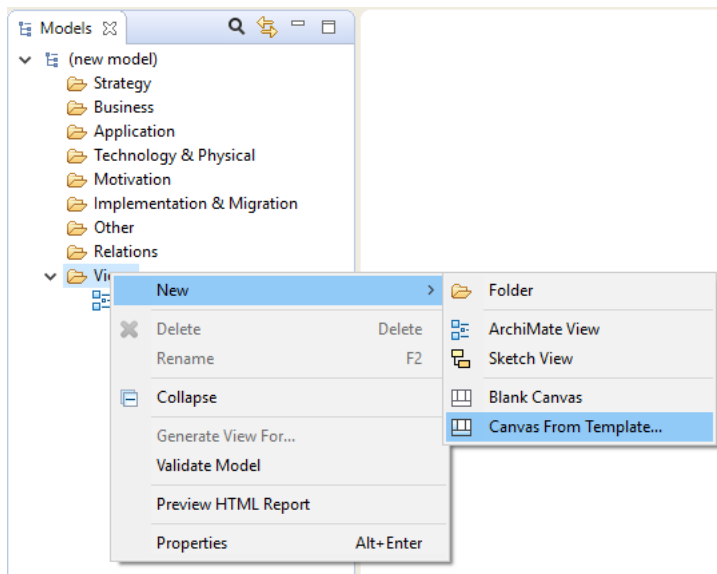 Models
(new model)
Strategy
Business
Application
Technology & Physical
Motivation
Implementation & Migration
Other
Relations
New
Folder
Delete Delete
ArchiMate View
Rename F2
Sketch View
Collapse
Blank Canvas
Canvas From Template...
Generate View For...
Validate Model
Preview HTML Report
Properties Alt+Enter